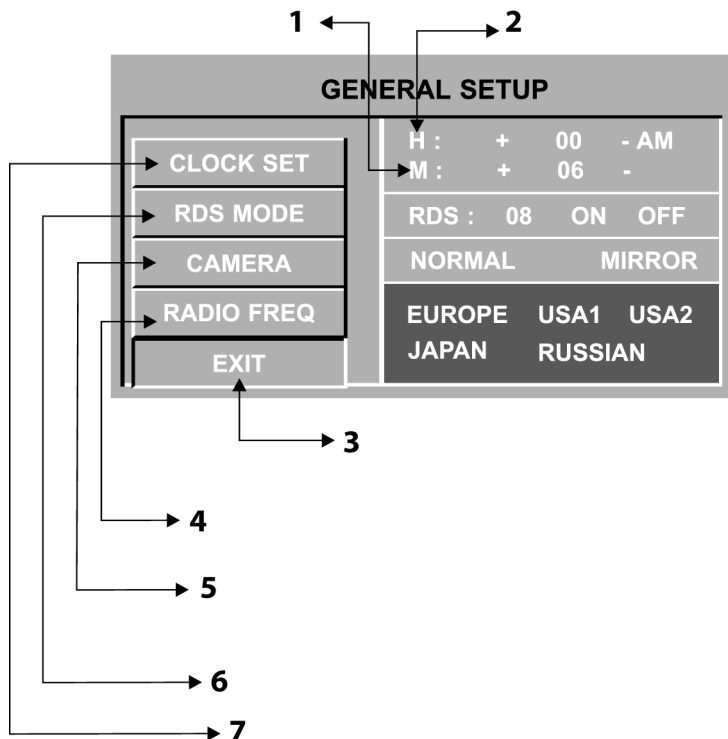 1 2
GENERAL SETUP
CLOCK SET
RDS MODE
CAMERA
RADIO FREQ
EXIT
H : + 00 - AM
M : + 06 -
RDS : 08 ON OFF
NORMAL MIRROR
EUROPE USA1 USA2
JAPAN RUSSIAN
3
4
5
6
7